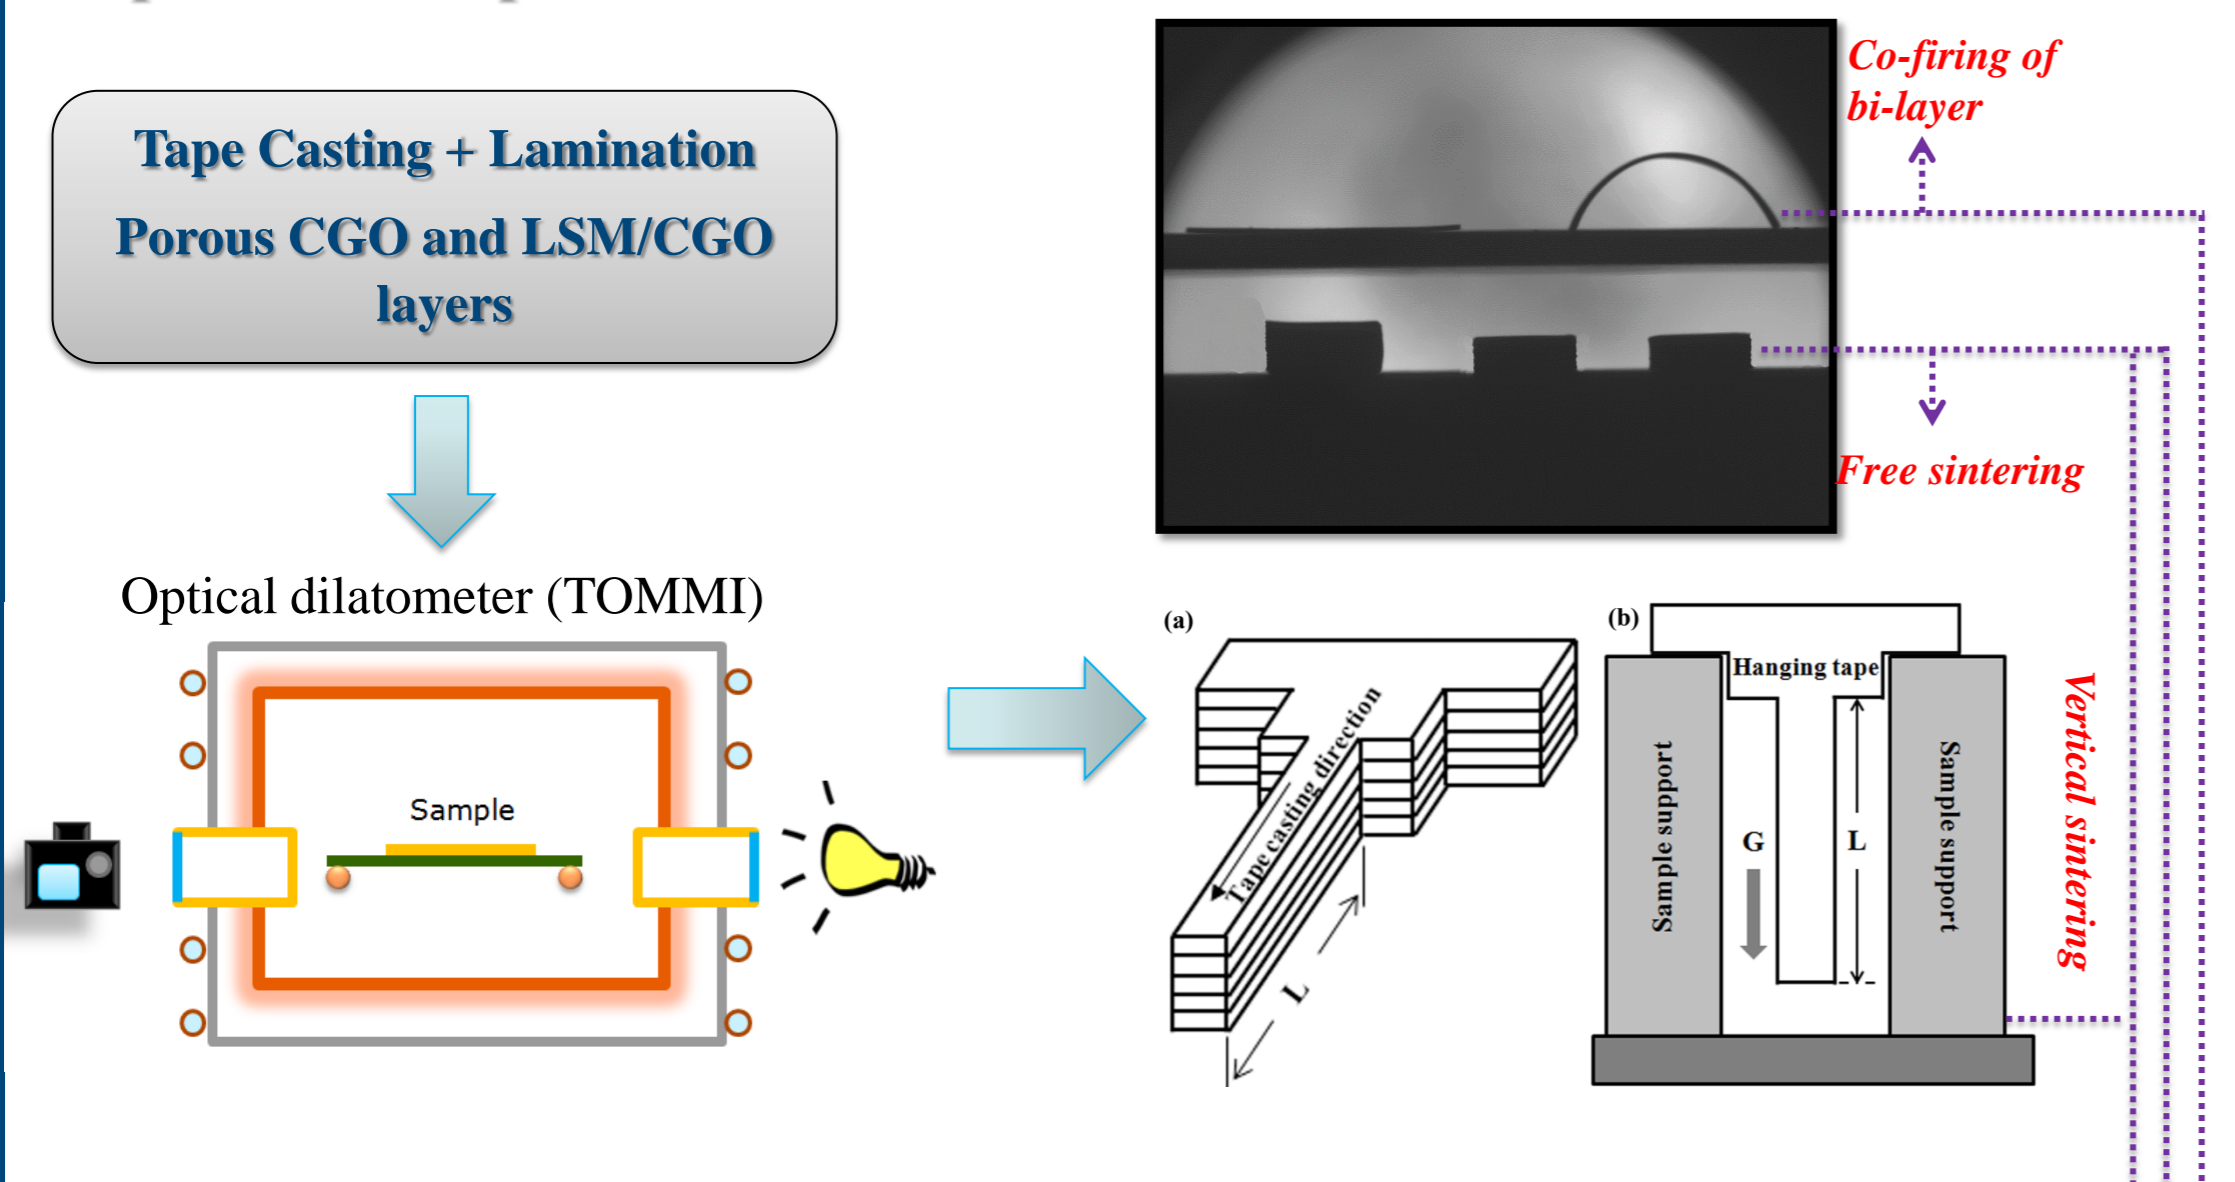 Tape Casting + Lamination
Porous CGO and LSM/CGO
layers
Optical dilatometer (TOMMI)
Sample
Co-firing of
bi-layer
Free sintering
(a)
Tape casting direction
L
(b)
Hanging tape
Sample support
G
L
Sample support
Vertical sintering